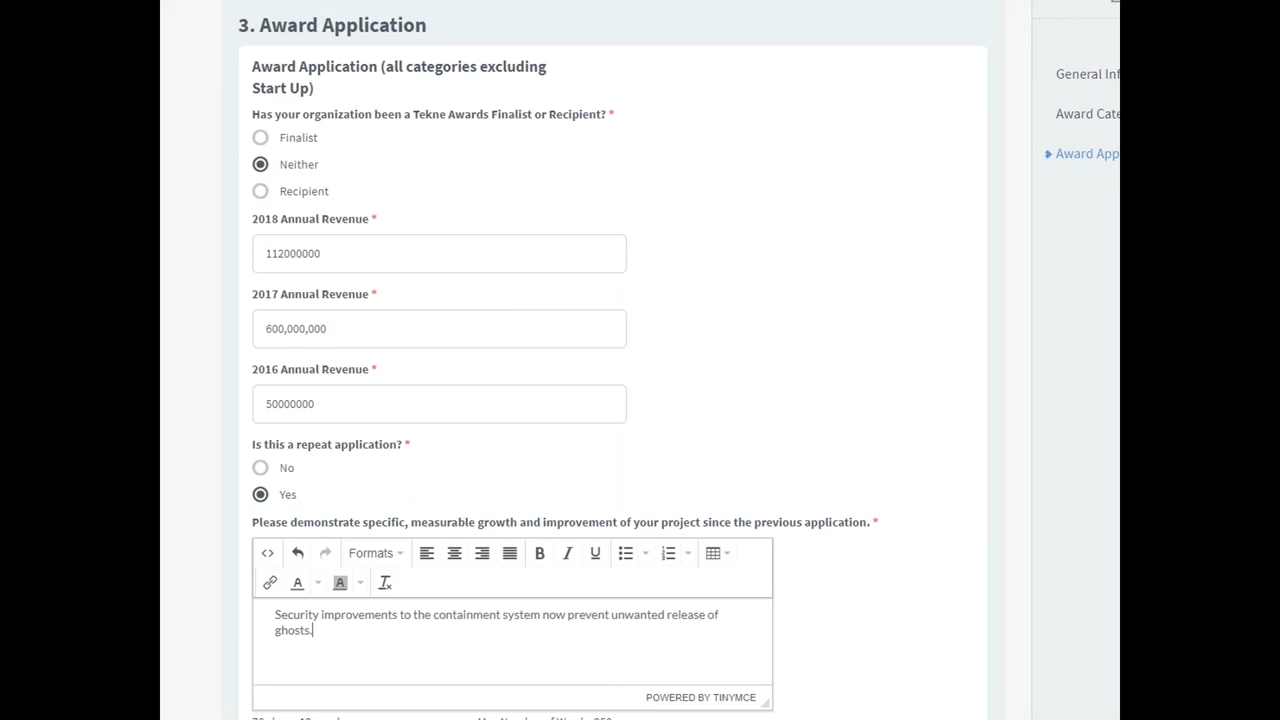 3. Award Application
Award Application (all categories excluding
Start Up)
Has your organization been a Tekne Awards Finalist or Recipient? *
Finalist
Neither
Recipient
2018 Annual Revenue *
112000000
2017 Annual Revenue *
600,000,000
2016 Annual Revenue *
50000000
Is this a repeat application? *
No
Yes
Please demonstrate specific, measurable growth and improvement of your project since the previous application. *
Formats
B I U
A A
Security improvements to the containment system now prevent unwanted release of
ghosts.
POWERED BY TINYMCE
General Inf
Award Cate
Award App